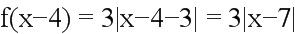 f(x−4) = 3|x−4−3| = 3|x−7|